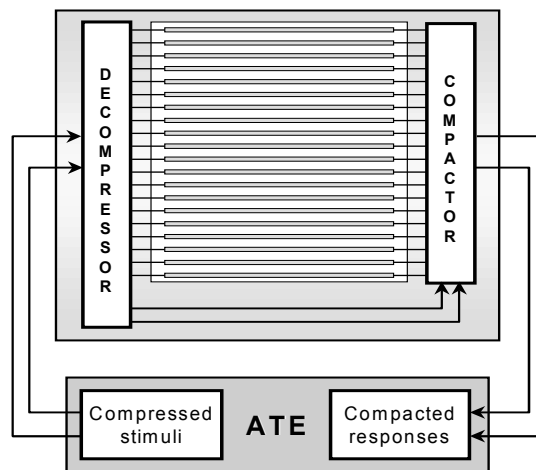 DECOMPRESSOR
COMPACTOR
Compressed
stimuli
ATE
Compacted
responses